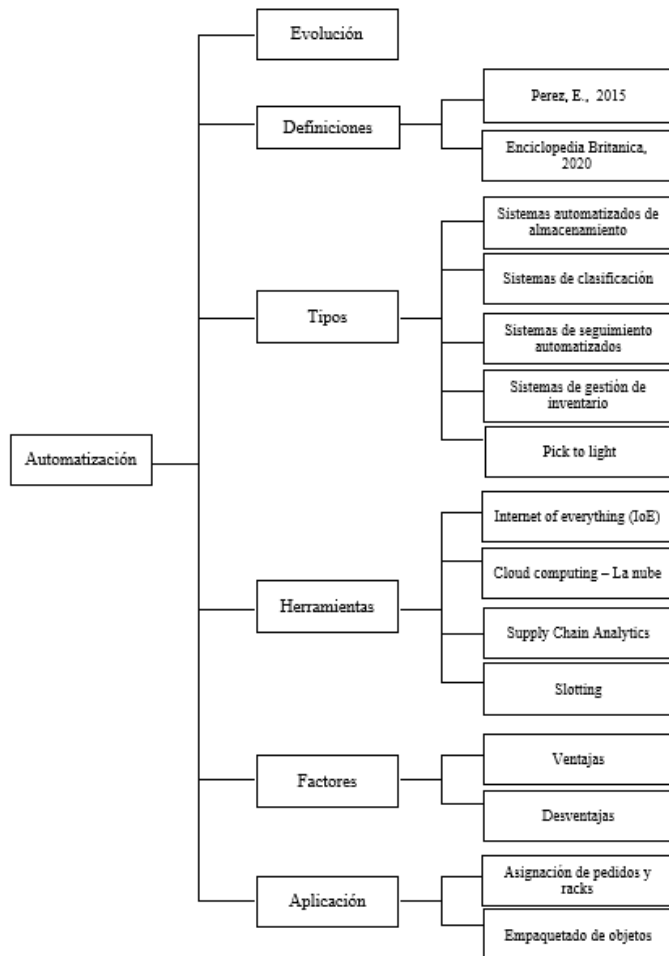 Evolución
Definiciones
Perez, E., 2015
Enciclopedia Britanica,
2020
Tipos
Sistemas automatizados de
almacenamiento
Sistemas de clasificación
Sistemas de seguimiento
automatizados
Sistemas de gestión de
inventario
Pick to light
Automatización
Herramientas
Internet of everything (IoE)
Cloud computing – La nube
Supply Chain Analytics
Slotting
Factores
Ventajas
Desventajas
Aplicación
Asignación de pedidos y
racks
Empaquetado de objetos